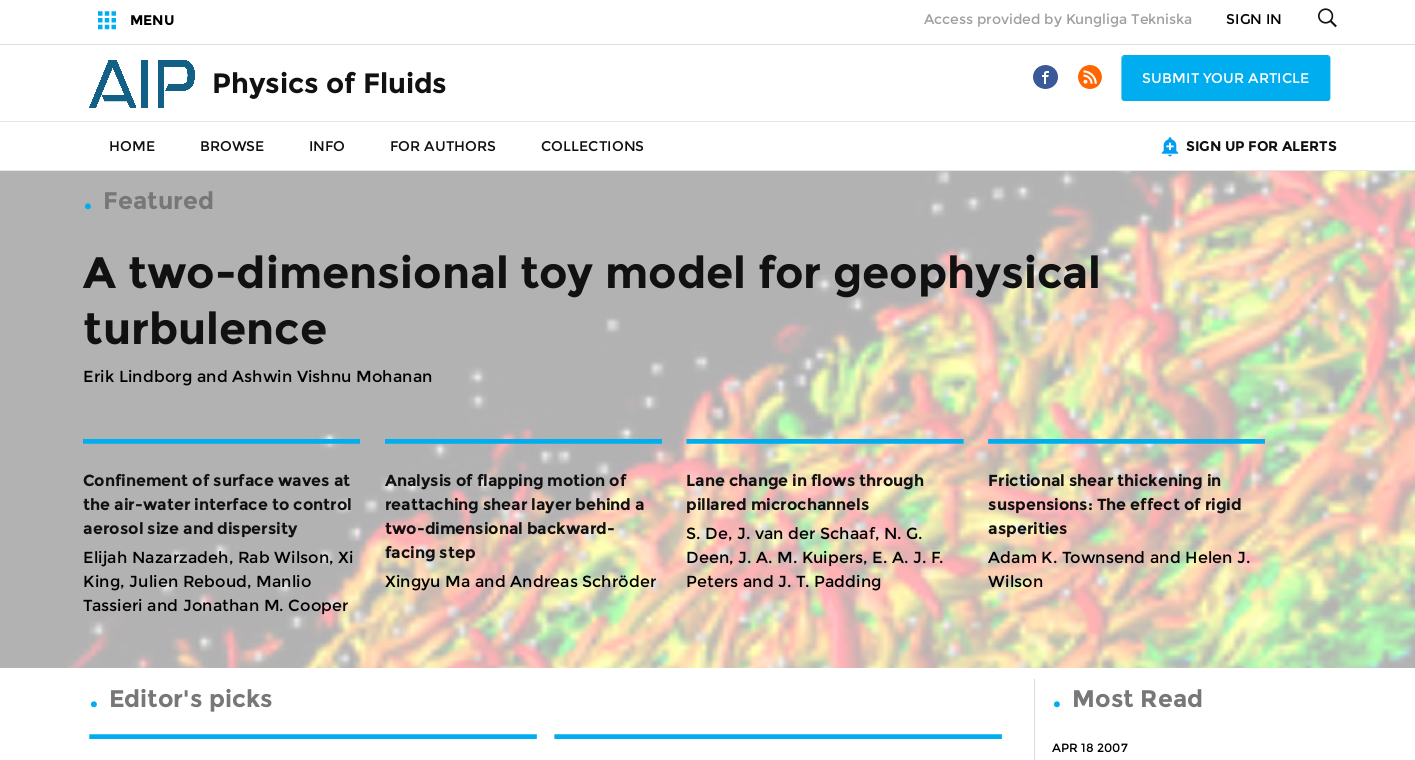 MENU
Access provided by Kungliga Tekniska
SIGN IN
AIP Physics of Fluids
SUBMIT YOUR ARTICLE
HOME BROWSE INFO FOR AUTHORS COLLECTIONS
SIGN UP FOR ALERTS
Featured
A two-dimensional toy model for geophysical
turbulence
Erik Lindborg and Ashwin Vishnu Mohanan
Confinement of surface waves at
the air-water interface to control
aerosol size and dispersity
Elijah Nazarzadeh, Rab Wilson, Xi
King, Julien Reboud, Manlio
Tassieri and Jonathan M. Cooper
Analysis of flapping motion of
reattaching shear layer behind a
two-dimensional backward-
facing step
Xingyu Ma and Andreas Schröder
Lane change in flows through
pillared microchannels
S. De, J. van der Schaaf, N. G.
Deen, J. A. M. Kuipers, E. A. J. F.
Peters and J. T. Padding
Frictional shear thickening in
suspensions: The effect of rigid
asperities
Adam K. Townsend and Helen J.
Wilson
Editor's picks
Most Read
APR 18 2007